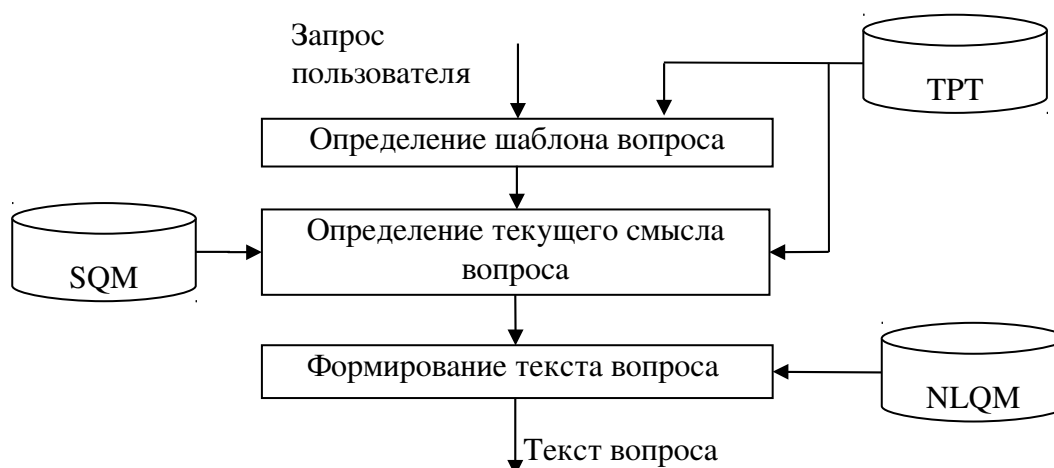 Запрос
пользователя
TPT
Определение шаблона вопроса
Определение текущего смысла
вопроса
SQM
Формирование текста вопроса
NLQM
Текст вопроса